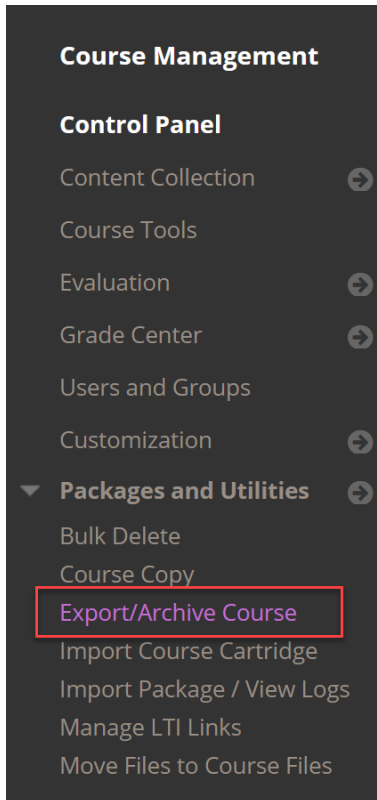 Course Management
Control Panel
Content Collection
Course Tools
Evaluation
Grade Center
Users and Groups
Customization
Packages and Utilities
Bulk Delete
Course Copy
Export/Archive Course
Import Course Cartridge
Import Package / View Logs
Manage LTI Links
Move Files to Course Files